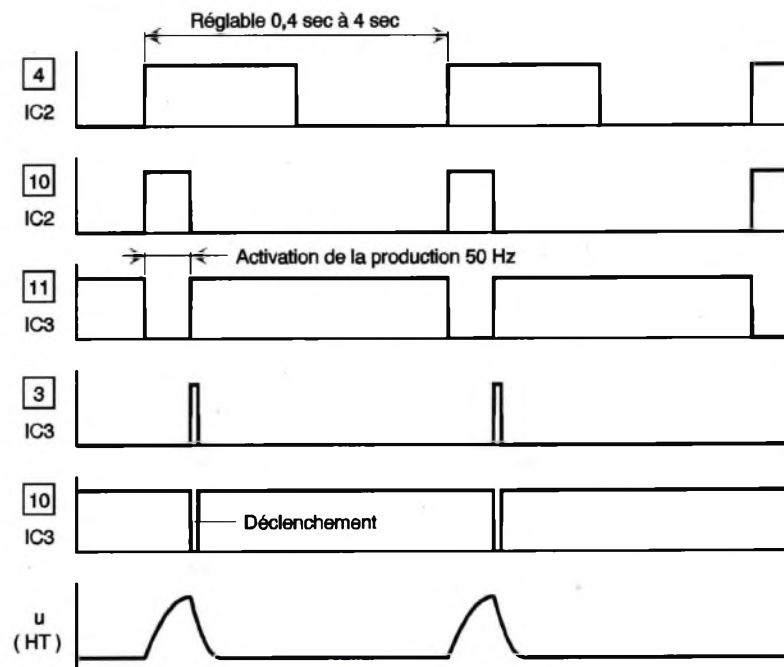 Réglable 0,4 sec à 4 sec
4
IC2
10
IC2
Activation de la production 50 Hz
11
IC3
3
IC3
10
IC3
Déclenchement
u
( HT )